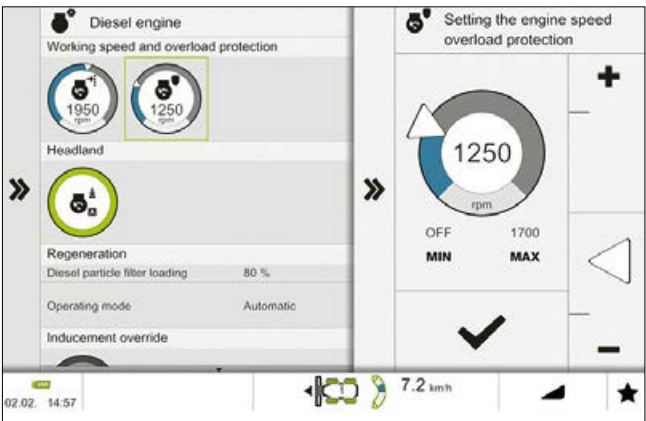 Diesel engine
Working speed and overload protection
1950
rpm
1250
rpm
Headland
Regeneration
Diesel particle filter loading 80 %
Operating mode Automatic
Inducement override
Setting the engine speed
overload protection
1250
rpm
OFF 1700
MIN MAX
02.02. 14:57
1
7.2 km/h